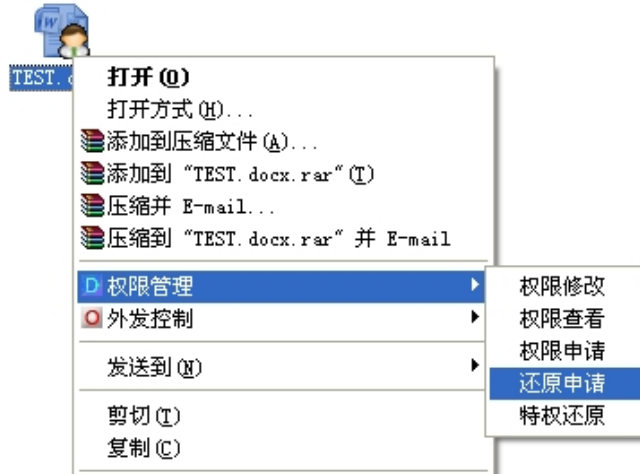 TEST.d
打开(O)
打开方式(H)...
添加到压缩文件(A)...
添加到 "TEST.docx.rar"(T)
压缩并 E-mail...
压缩到 "TEST.docx.rar" 并 E-mail
权限管理
外发控制
发送到(N)
剪切(T)
复制(C)
权限修改
权限查看
权限申请
还原申请
特权还原